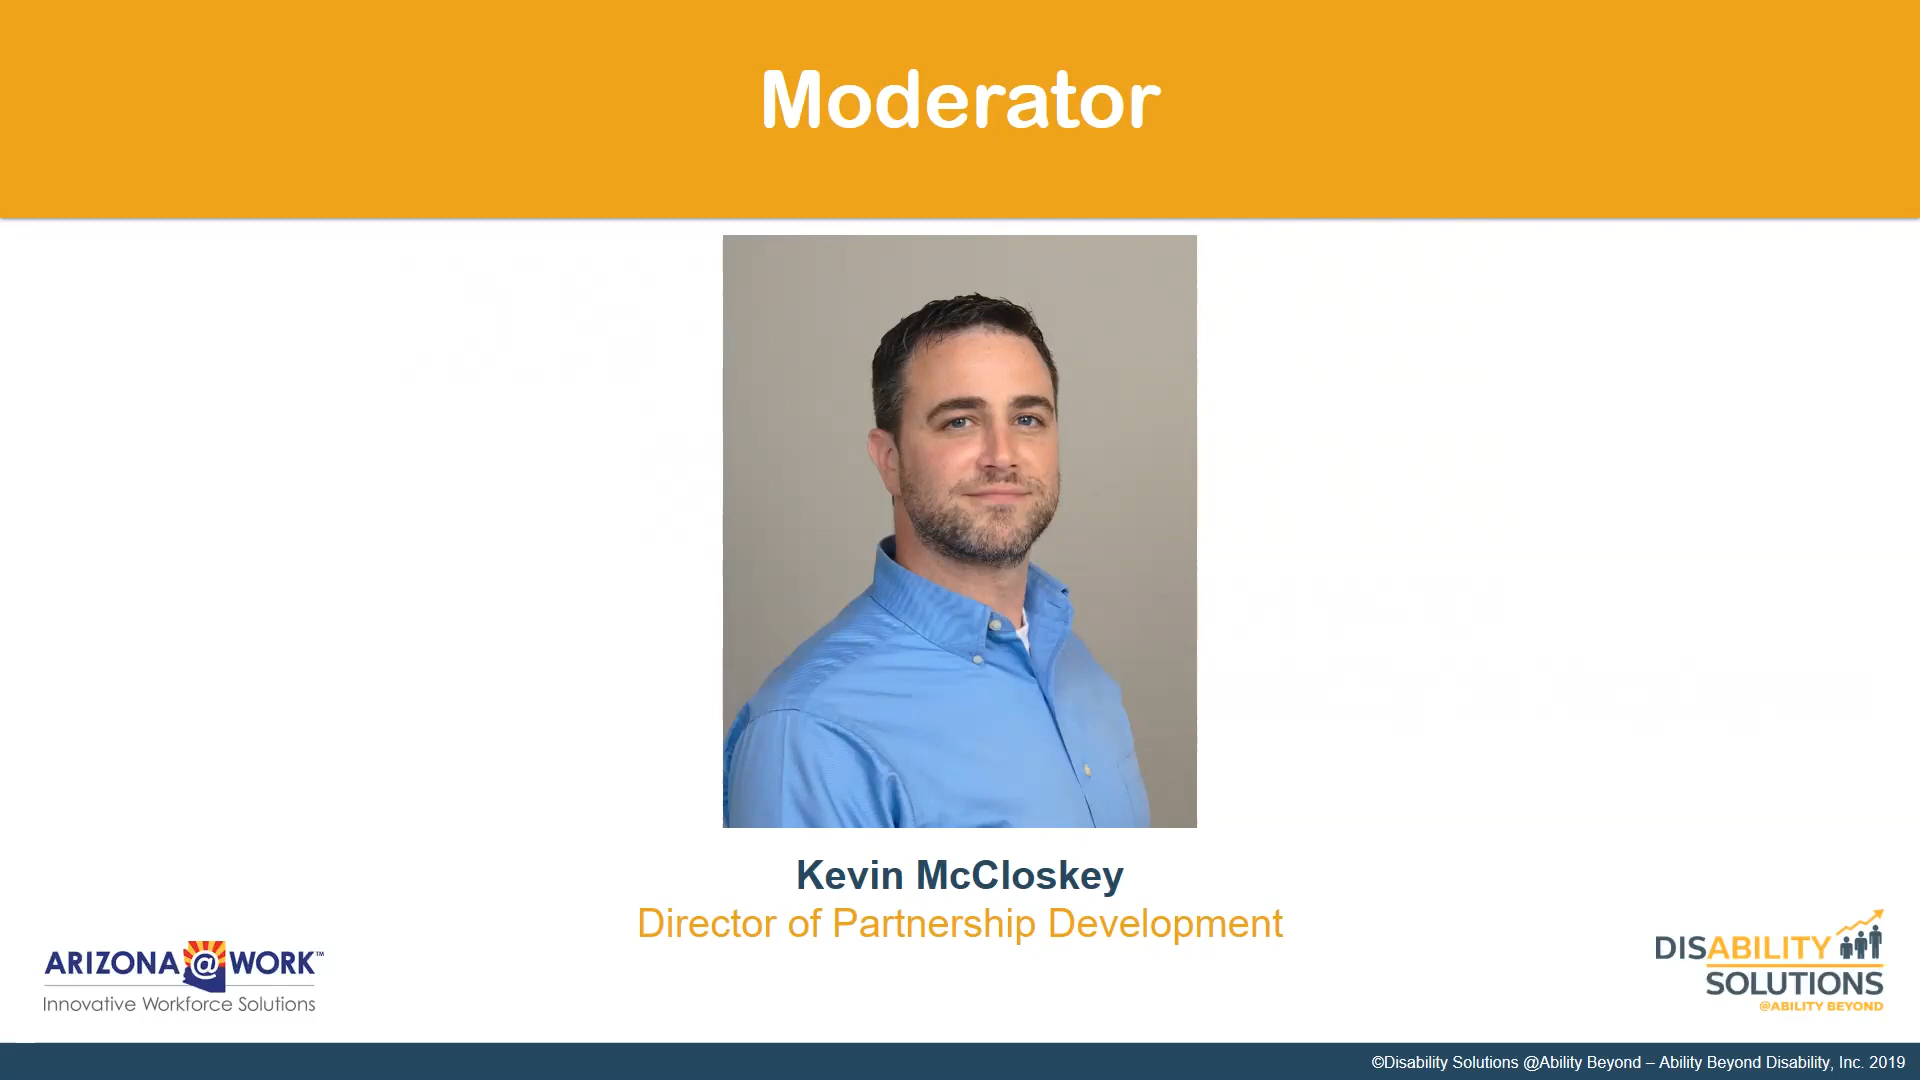 Moderator
Kevin McCloskey
Director of Partnership Development
ARIZONA@WORK™
Innovative Workforce Solutions
DISABILITY
SOLUTIONS
@ABILITY BEYOND
©Disability Solutions @Ability Beyond – Ability Beyond Disability, Inc. 2019